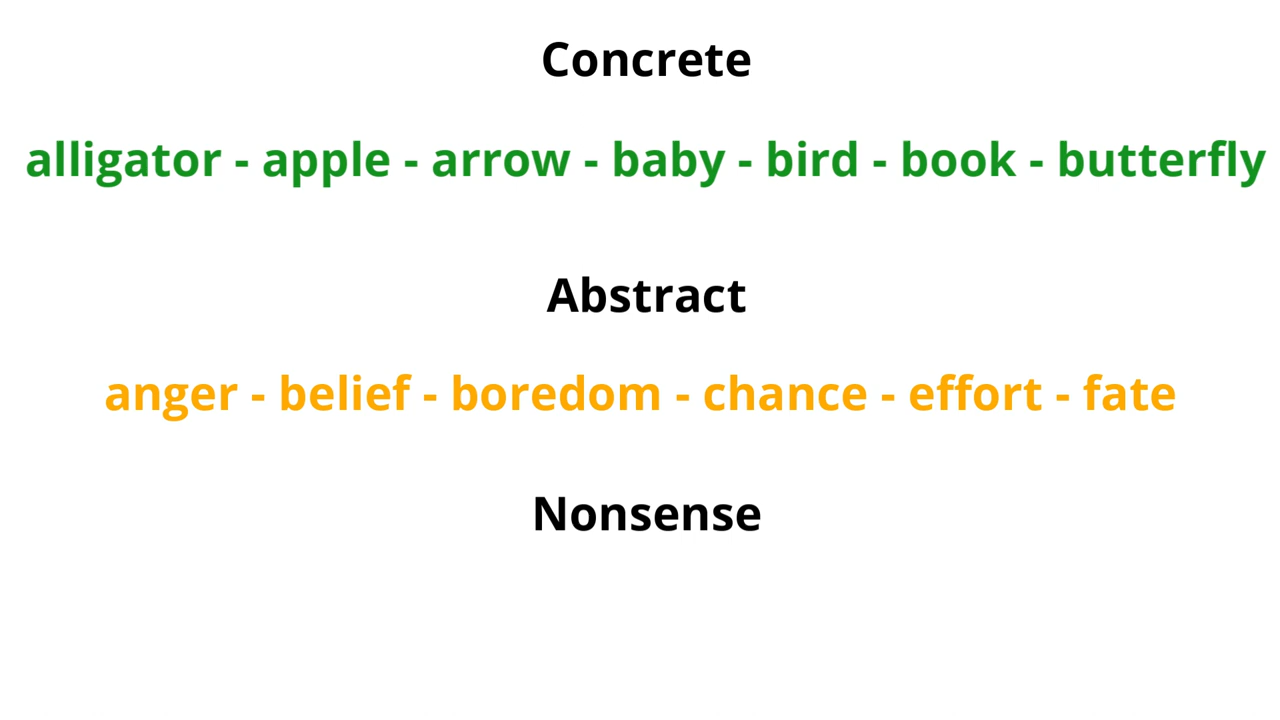 Concrete
alligator - apple - arrow - baby - bird - book - butterfly
Abstract
anger - belief - boredom - chance - effort - fate
Nonsense